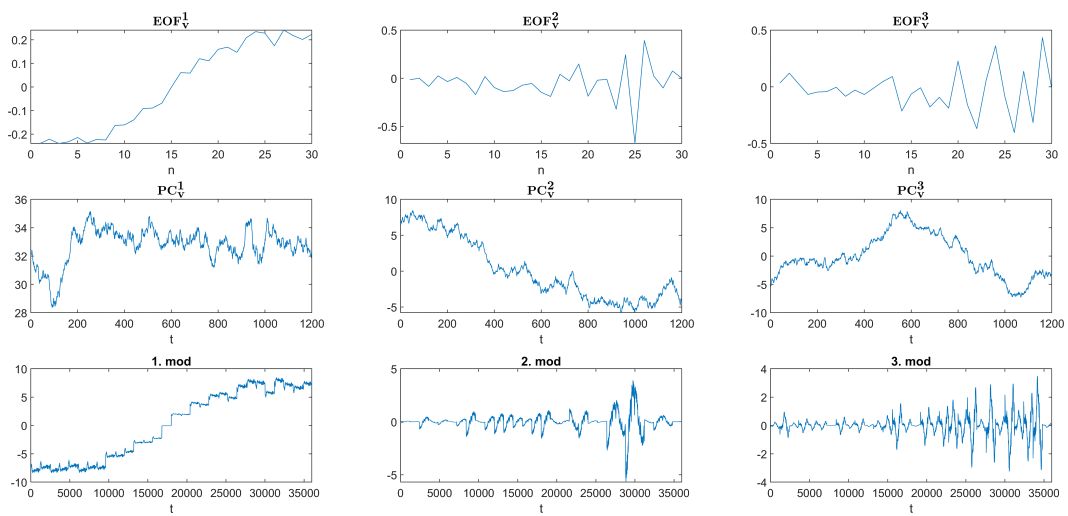 EOF¹ᵥ EOF²ᵥ EOF³ᵥ
0.2 0.1 0 -0.1 -0.2
0 5 10 15 20 25 30
n
0.5 0 -0.5
0 5 10 15 20 25 30
n
0.5 0 -0.5
0 5 10 15 20 25 30
n
PC¹ᵥ PC²ᵥ PC³ᵥ
36 34 32 30 28
0 200 400 600 800 1000 1200
t
10 5 0 -5
0 200 400 600 800 1000 1200
t
10 5 0 -5 -10
0 200 400 600 800 1000 1200
t
1. mod 2. mod 3. mod
10 5 0 -5 -10
0 5000 10000 15000 20000 25000 30000 35000
t
5 0 -5
0 5000 10000 15000 20000 25000 30000 35000
t
4 2 0 -2 -4
0 5000 10000 15000 20000 25000 30000 35000
t